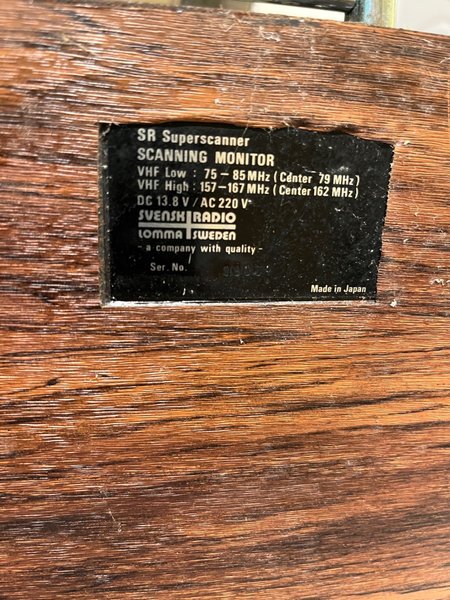 SR Superscanner
SCANNING MONITOR
VHF Low : 75 – 85 MHz ( Center 79 MHz )
VHF High : 157 – 167 MHz ( Center 162 MHz )
DC 13.8 V / AC 220 V
SVENSK RADIO
LOMMA SWEDEN
- a company with quality -
Ser. No.
Made in Japan